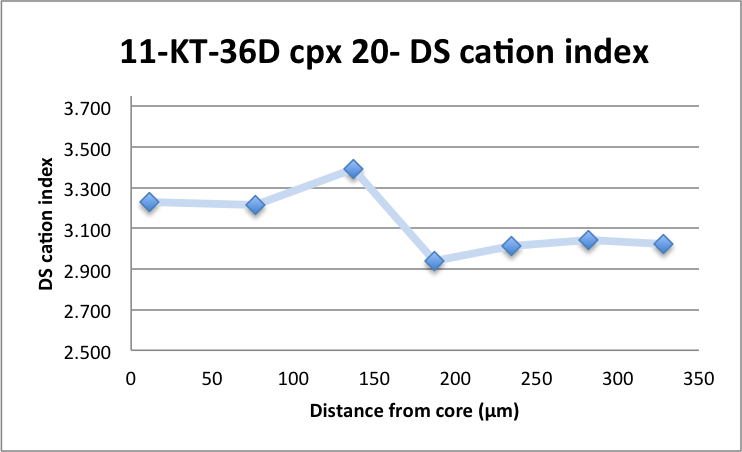 11-KT-36D cpx 20- DS cation index
3.700
3.500
3.300
3.100
2.900
2.700
2.500
DS cation index
0 50 100 150 200 250 300 350
Distance from core (μm)